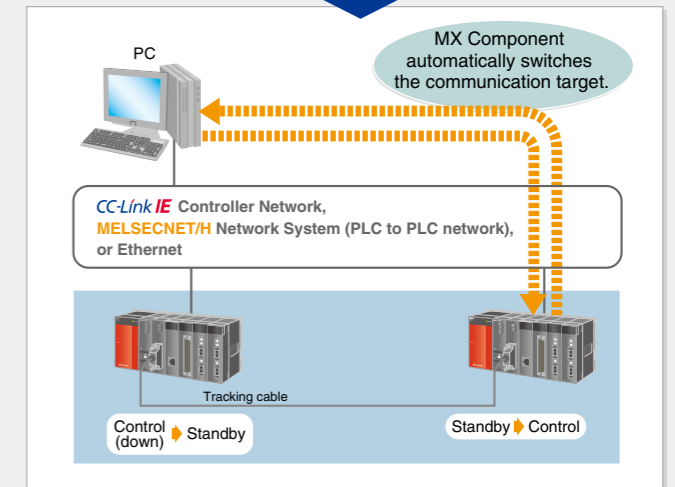 PC
MX Component
automatically switches
the communication target.
CC-Link IE Controller Network,
MELSECNET/H Network System (PLC to PLC network),
or Ethernet
Tracking cable
Control
(down)
Standby
Standby
Control